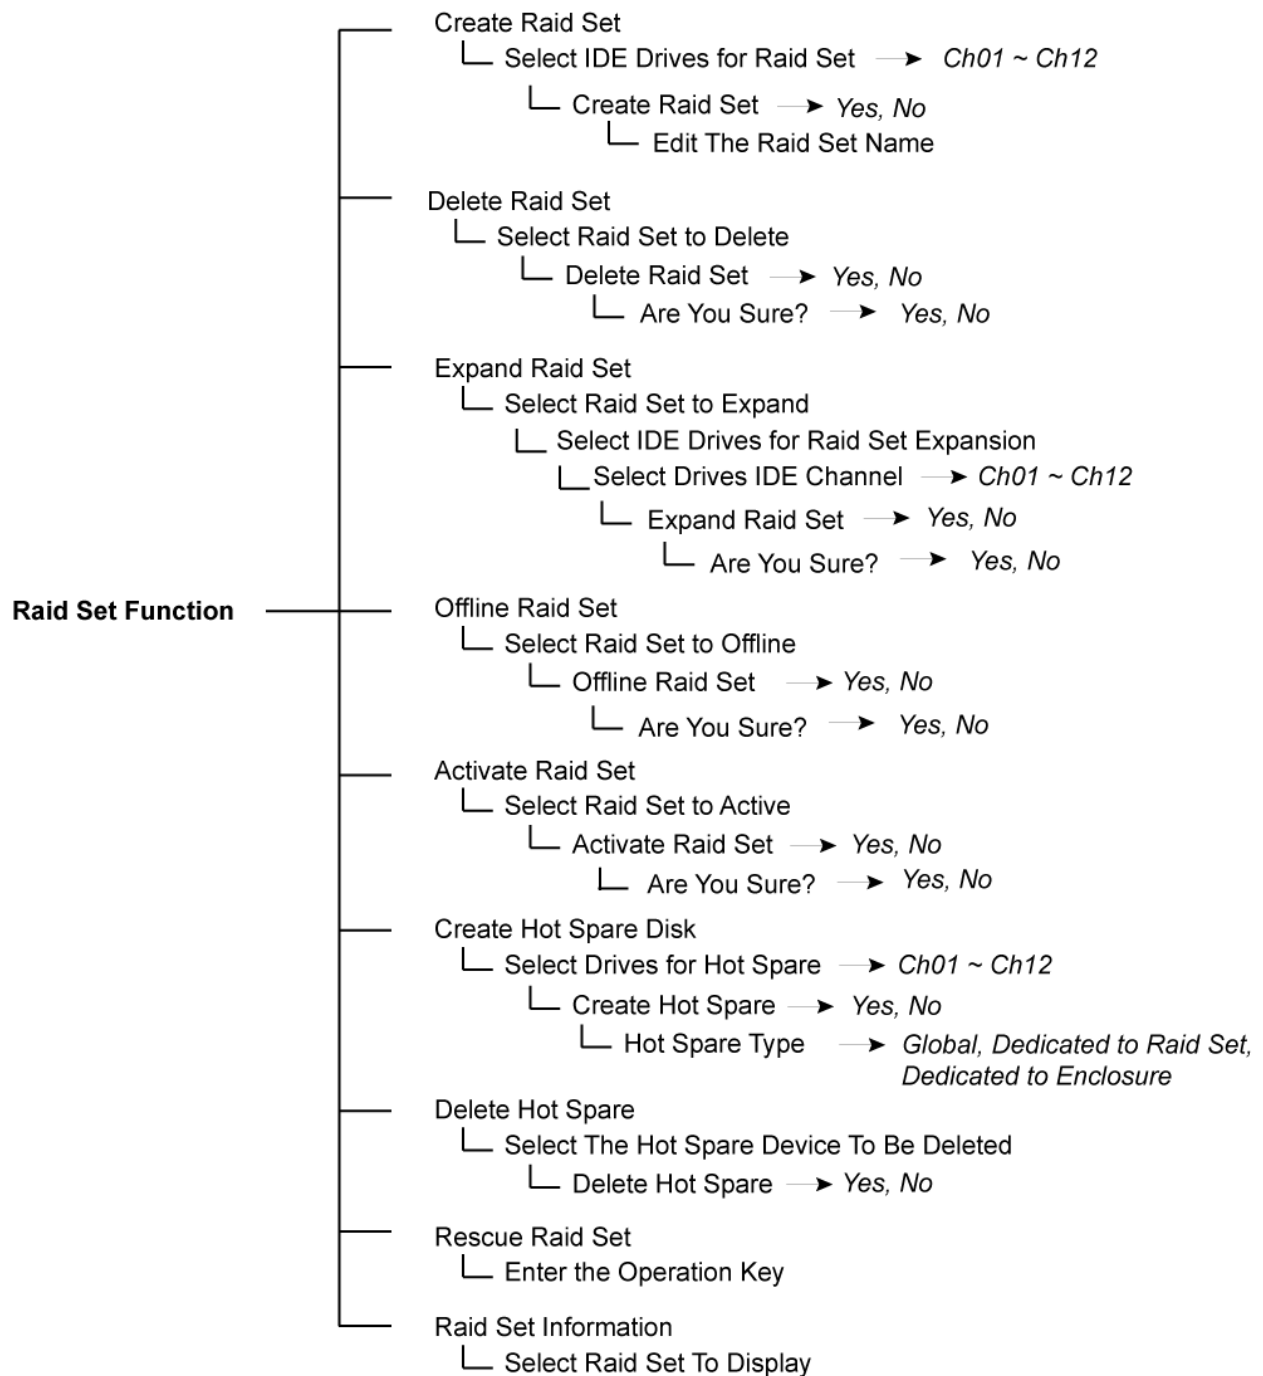 Create Raid Set
Select IDE Drives for Raid Set Ch01 ~ Ch12
Create Raid Set Yes, No
Edit The Raid Set Name
Delete Raid Set
Select Raid Set to Delete
Delete Raid Set Yes, No
Are You Sure? Yes, No
Expand Raid Set
Select Raid Set to Expand
Select IDE Drives for Raid Set Expansion
Select Drives IDE Channel Ch01 ~ Ch12
Expand Raid Set Yes, No
Are You Sure? Yes, No
Raid Set Function
Offline Raid Set
Select Raid Set to Offline
Offline Raid Set Yes, No
Are You Sure? Yes, No
Activate Raid Set
Select Raid Set to Active
Activate Raid Set Yes, No
Are You Sure? Yes, No
Create Hot Spare Disk
Select Drives for Hot Spare Ch01 ~ Ch12
Create Hot Spare Yes, No
Hot Spare Type Global, Dedicated to Raid Set,
Dedicated to Enclosure
Delete Hot Spare
Select The Hot Spare Device To Be Deleted
Delete Hot Spare Yes, No
Rescue Raid Set
Enter the Operation Key
Raid Set Information
Select Raid Set To Display